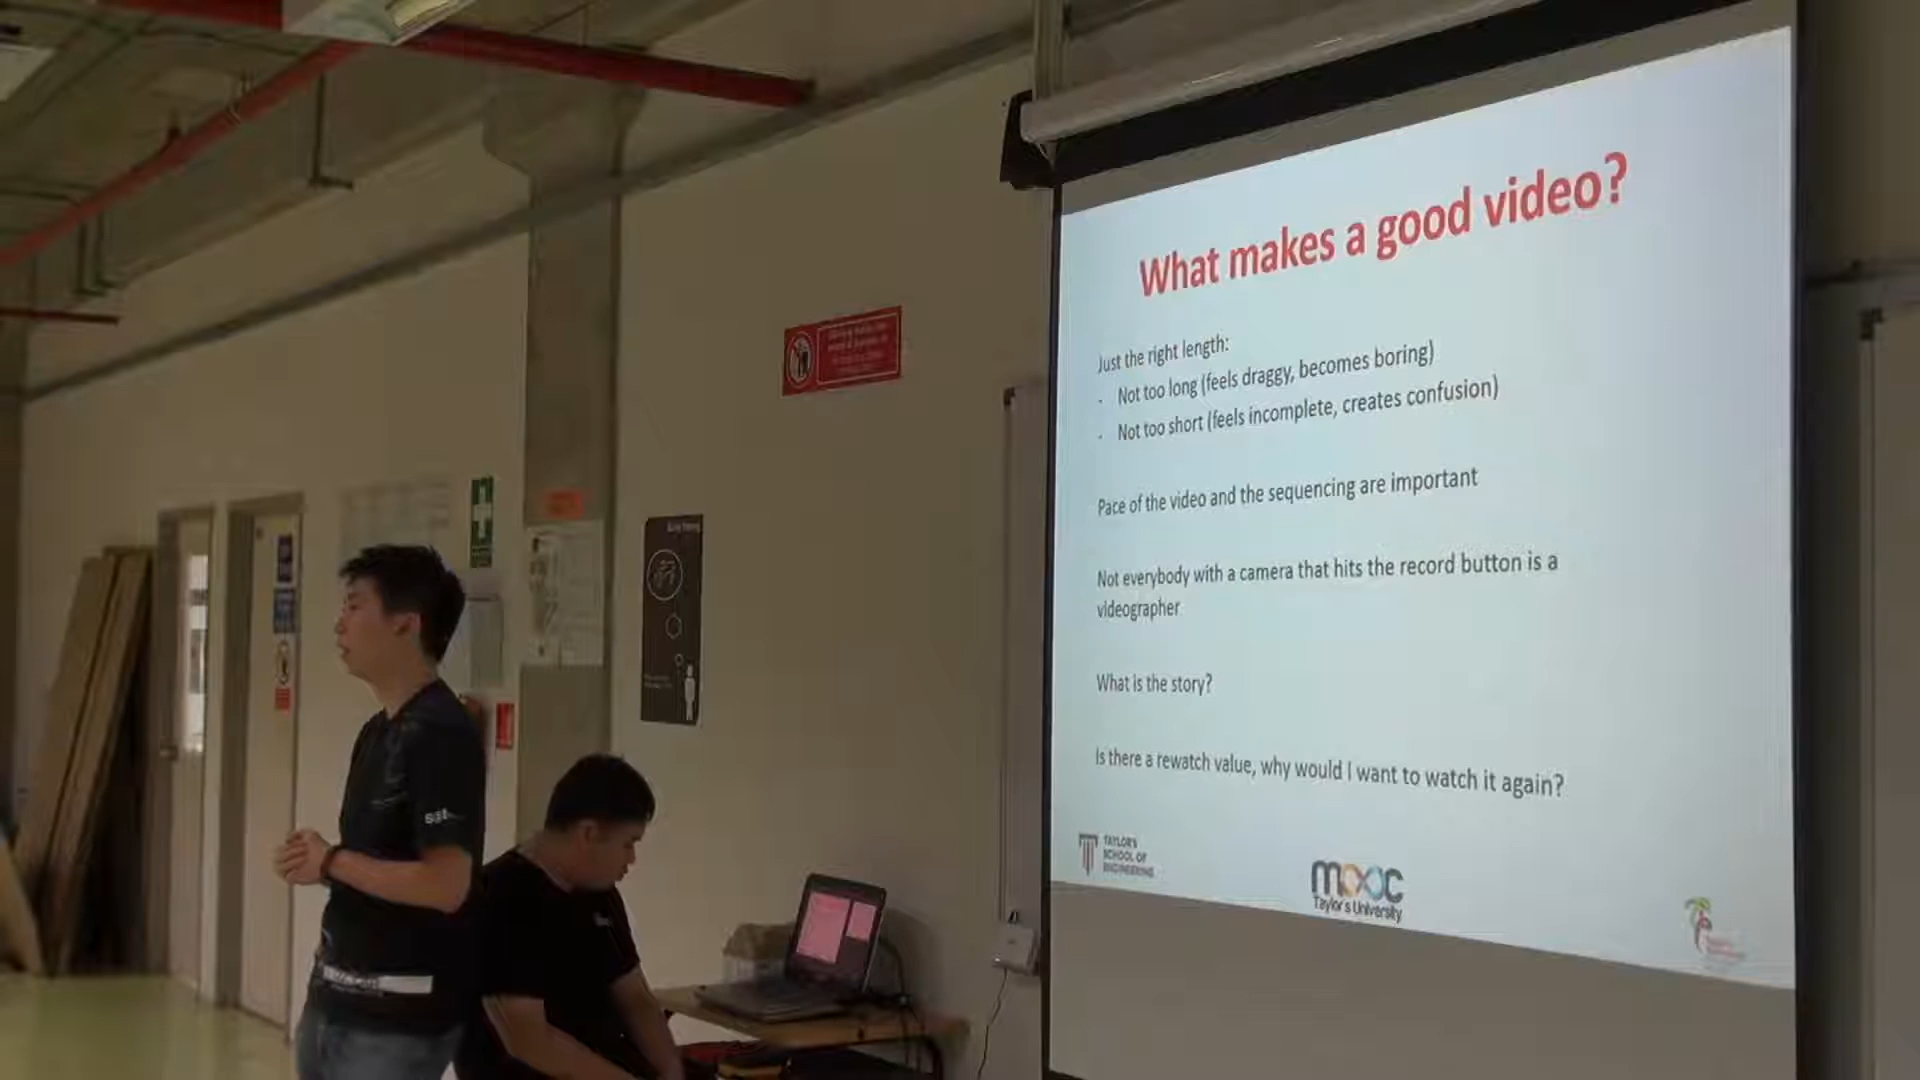 What makes a good video?
Just the right length:
- Not too long (feels draggy, becomes boring)
- Not too short (feels incomplete, creates confusion)
Pace of the video and the sequencing are important
Not everybody with a camera that hits the record button is a
videographer
What is the story?
Is there a rewatch value, why would I want to watch it again?
TAYLOR'S
SCHOOL OF
ENGINEERING
mooc
Taylor's University